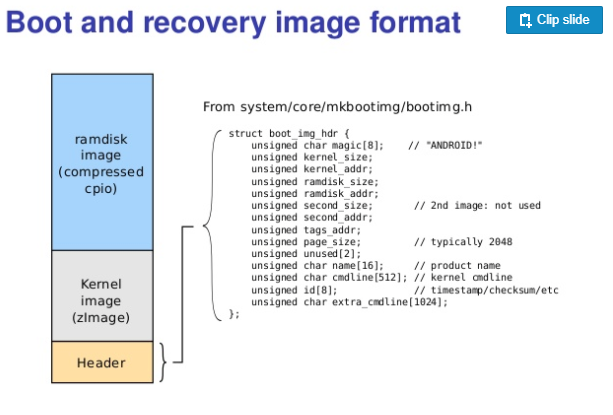 Boot and recovery image format
Clip slide
ramdisk
image
(compressed
cpio)
Kernel
image
(zImage)
Header
From system/core/mkbootimg/bootimg.h
struct boot_img_hdr {
unsigned char magic[8]; // "ANDROID!"
unsigned kernel_size;
unsigned kernel_addr;
unsigned ramdisk_size;
unsigned ramdisk_addr;
unsigned second_size; // 2nd image: not used
unsigned second_addr;
unsigned tags_addr;
unsigned page_size; // typically 2048
unsigned unused[2];
unsigned char name[16]; // product name
unsigned char cmdline[512]; // kernel cmdline
unsigned id[8]; // timestamp/checksum/etc
unsigned char extra_cmdline[1024];
};